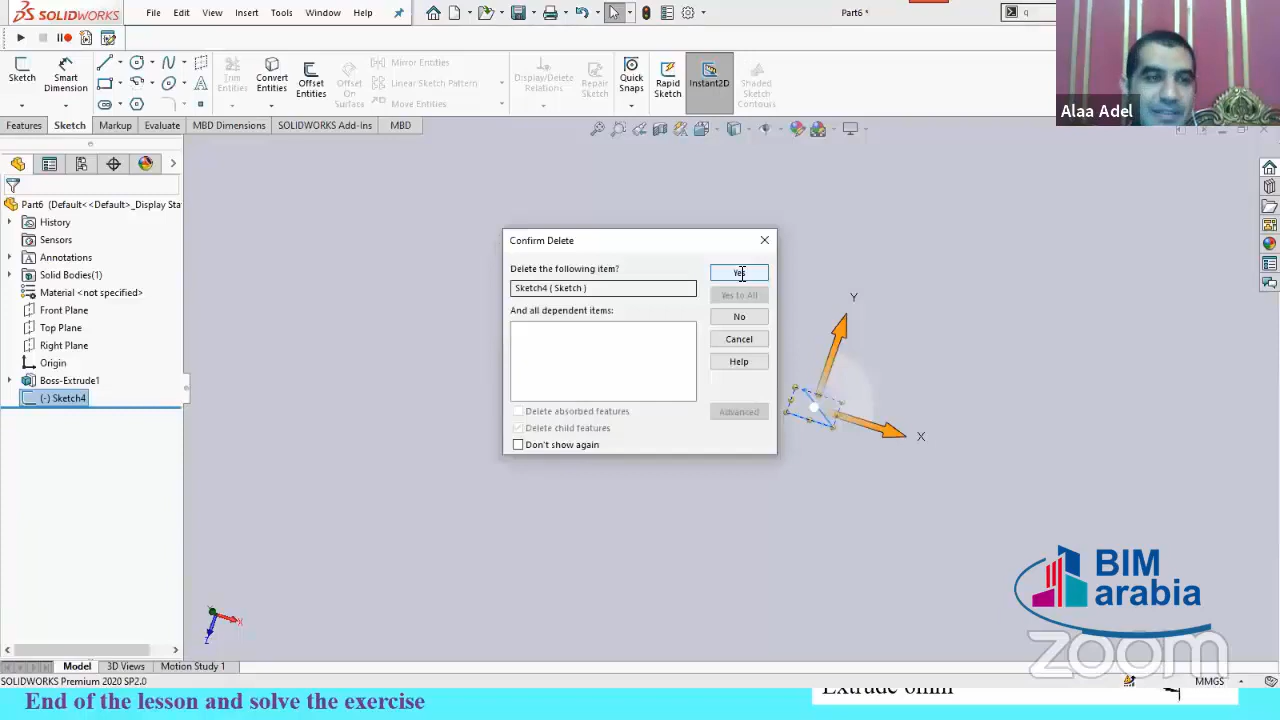 SOLIDWORKS
File Edit View Insert Tools Window Help
Part6 *
q
Sketch
Smart Dimension
Trim Entities
Convert Entities
Offset Entities
Offset On Surface
Mirror Entities
Linear Sketch Pattern
Move Entities
Display/Delete Relations
Repair Sketch
Quick Snaps
Rapid Sketch
Instant2D
Shaded Sketch Contours
Alaa Adel
Features Sketch Markup Evaluate MBD Dimensions SOLIDWORKS Add-Ins MBD
Part6 (Default<<Default>_Display Sta
History
Sensors
Annotations
Solid Bodies(1)
Material <not specified>
Front Plane
Top Plane
Right Plane
Origin
Boss-Extrude1
(-) Sketch4
Confirm Delete
Delete the following item?
Sketch4 ( Sketch )
And all dependent items:
Yes
Yes to All
No
Cancel
Help
Advanced
Delete absorbed features
Delete child features
Don't show again
Y
X
X
Z
BIM
arabia
zoom
Model 3D Views Motion Study 1
SOLIDWORKS Premium 2020 SP2.0
MMGS
End of the lesson and solve the exercise
Extrude 6mm